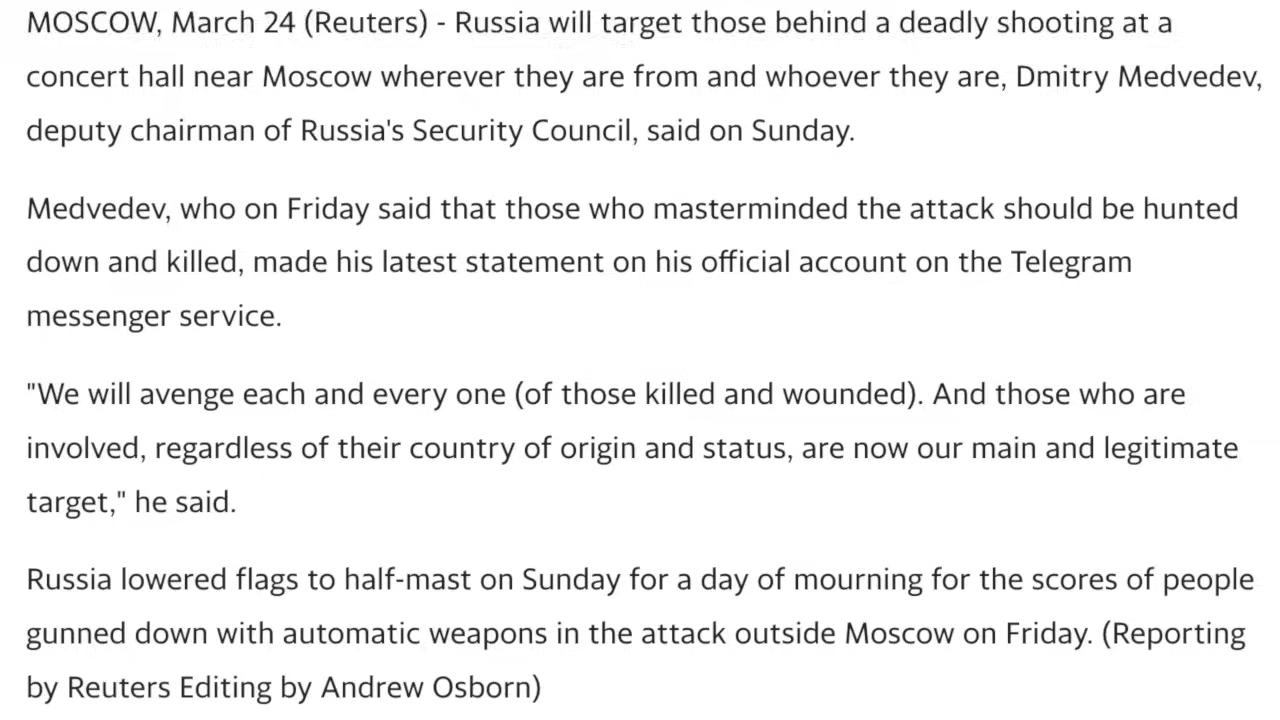 MOSCOW, March 24 (Reuters) - Russia will target those behind a deadly shooting at a
concert hall near Moscow wherever they are from and whoever they are, Dmitry Medvedev,
deputy chairman of Russia's Security Council, said on Sunday.
Medvedev, who on Friday said that those who masterminded the attack should be hunted
down and killed, made his latest statement on his official account on the Telegram
messenger service.
"We will avenge each and every one (of those killed and wounded). And those who are
involved, regardless of their country of origin and status, are now our main and legitimate
target," he said.
Russia lowered flags to half-mast on Sunday for a day of mourning for the scores of people
gunned down with automatic weapons in the attack outside Moscow on Friday. (Reporting
by Reuters Editing by Andrew Osborn)